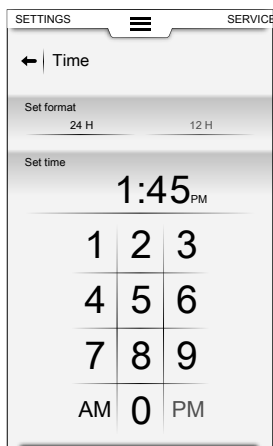 SETTINGS SERVICE
Time
Set format
24 H 12 H
Set time
1:45PM
1 2 3
4 5 6
7 8 9
AM 0 PM